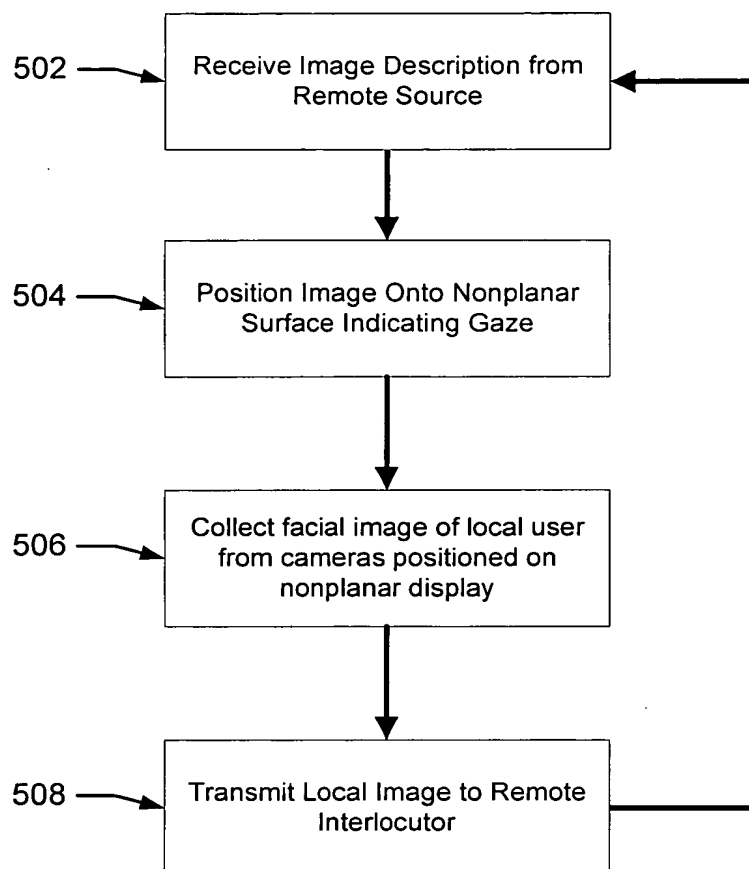 502
Receive Image Description from
Remote Source
504
Position Image Onto Nonplanar
Surface Indicating Gaze
506
Collect facial image of local user
from cameras positioned on
nonplanar display
508
Transmit Local Image to Remote
Interlocutor